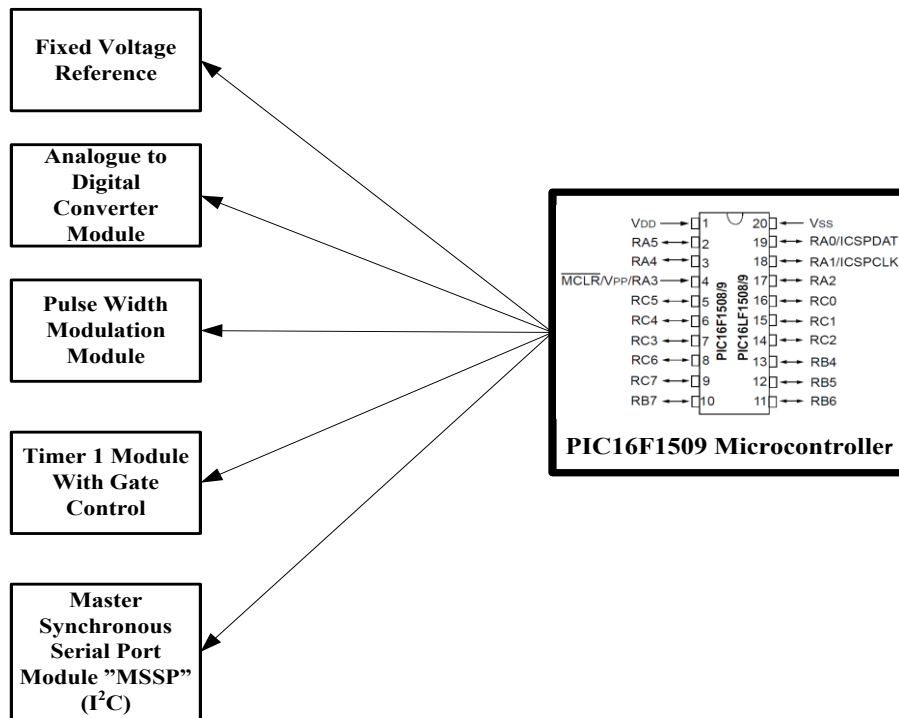 Fixed Voltage
Reference
Analogue to
Digital
Converter
Module
Pulse Width
Modulation
Module
Timer 1 Module
With Gate
Control
Master
Synchronous
Serial Port
Module ”MSSP”
(I²C)
VDD 1 20 VSS
RA5 2 19 RA0/ICSPDAT
RA4 3 18 RA1/ICSPCLK
MCLR/VPP/RA3 4 17 RA2
RC5 5 16 RC0
RC4 6 15 RC1
RC3 7 14 RC2
RC6 8 13 RB4
RC7 9 12 RB5
RB7 10 11 RB6
PIC16F1508/9
PIC16LF1508/9
PIC16F1509 Microcontroller